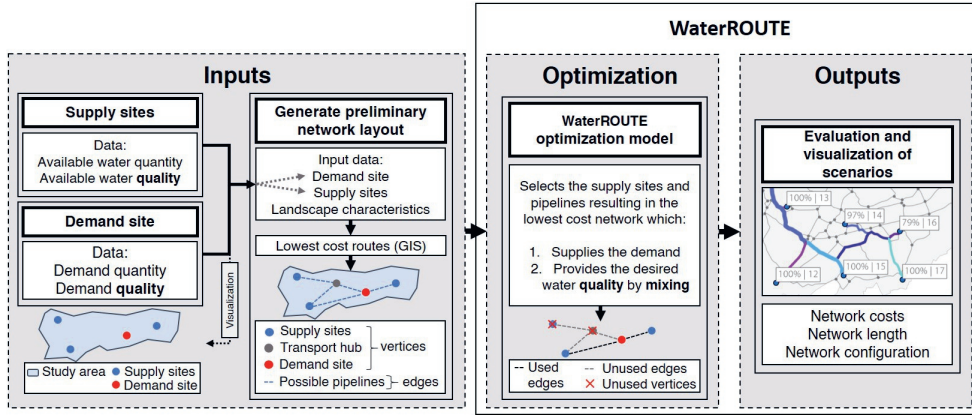 WaterROUTE
Inputs
Supply sites
Data:
Available water quantity
Available water quality
Demand site
Data:
Demand quantity
Demand quality
Visualization
Study area
Supply sites
Demand site
Generate preliminary
network layout
Input data:
Demand site
Supply sites
Landscape characteristics
Lowest cost routes (GIS)
Supply sites
Transport hub
Demand site
vertices
Possible pipelines
edges
Optimization
WaterROUTE
optimization model
Selects the supply sites and
pipelines resulting in the
lowest cost network which:
1. Supplies the demand
2. Provides the desired
water quality by mixing
Used
edges
Unused edges
Unused vertices
Outputs
Evaluation and
visualization of
scenarios
100% | 13
97% | 14
79% | 16
100% | 12
100% | 15
100% | 17
Network costs
Network length
Network configuration